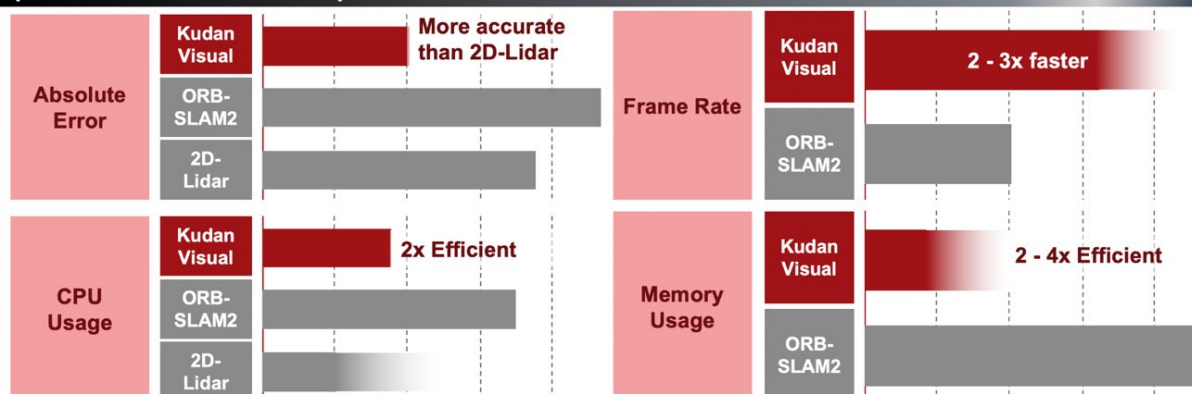 Absolute
Error
Kudan
Visual
More accurate
than 2D-Lidar
ORB-
SLAM2
2D-
Lidar
Frame Rate
Kudan
Visual
2 - 3x faster
ORB-
SLAM2
CPU
Usage
Kudan
Visual
2x Efficient
ORB-
SLAM2
2D-
Lidar
Memory
Usage
Kudan
Visual
2 - 4x Efficient
ORB-
SLAM2